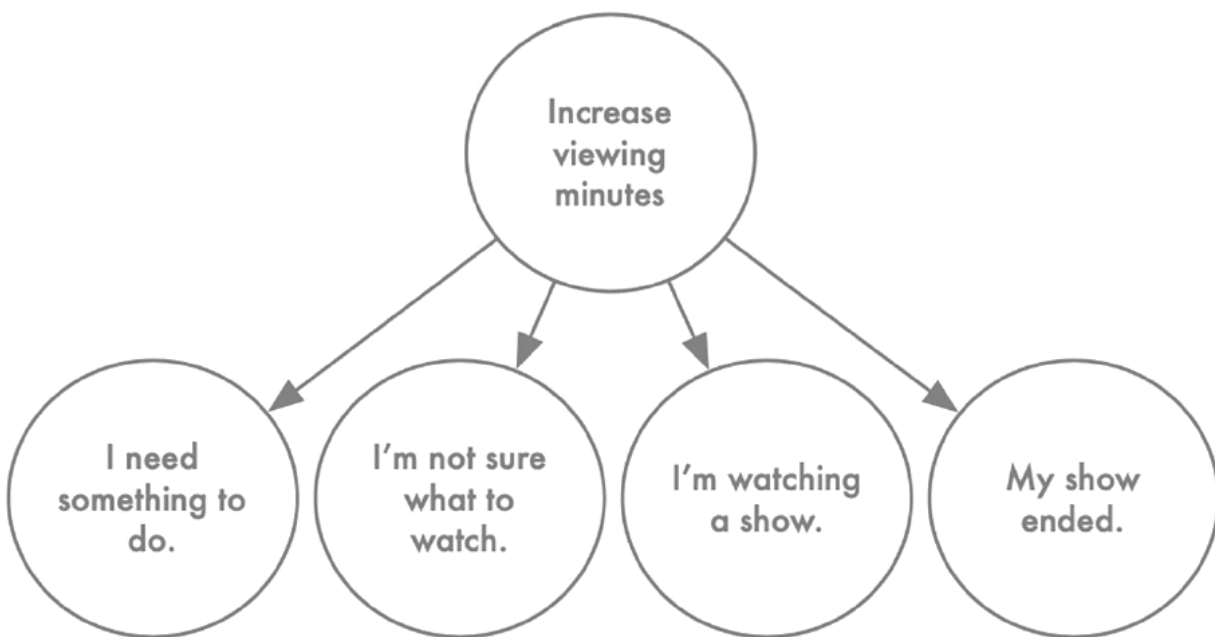 Increase
viewing
minutes
I need
something to
do.
I’m not sure
what to
watch.
I’m watching
a show.
My show
ended.